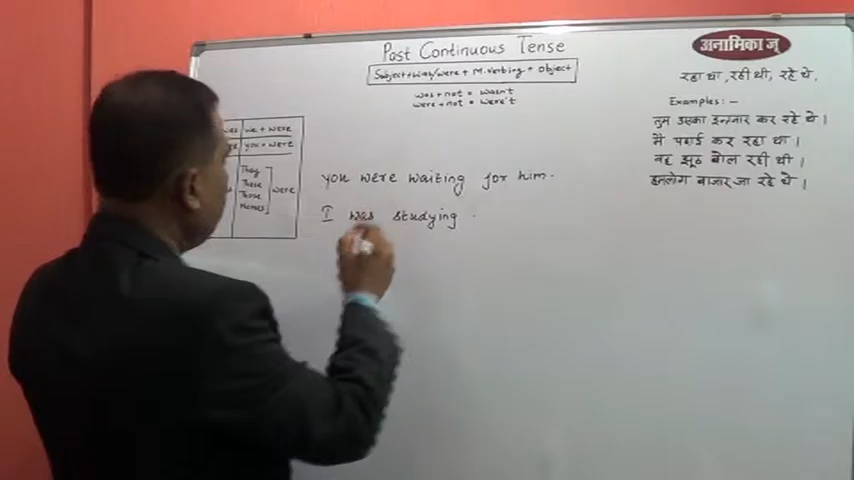 Past Continuous Tense
Subject+was/were+M.verbing+Object
was+not = wasn't
were+not = weren't
अनामिका जू
रहा था, रही थी, रहे थे,
Examples:-
तुम उसका इन्तजार कर रहे थे।
मैं पढाई कर रहा था।
वह झूठ बोल रही थी।
हमलोग बाजार जा रहे थे।
we + were
you + were
They
These
Those
Names
were
you were waiting for him.
I was studying.